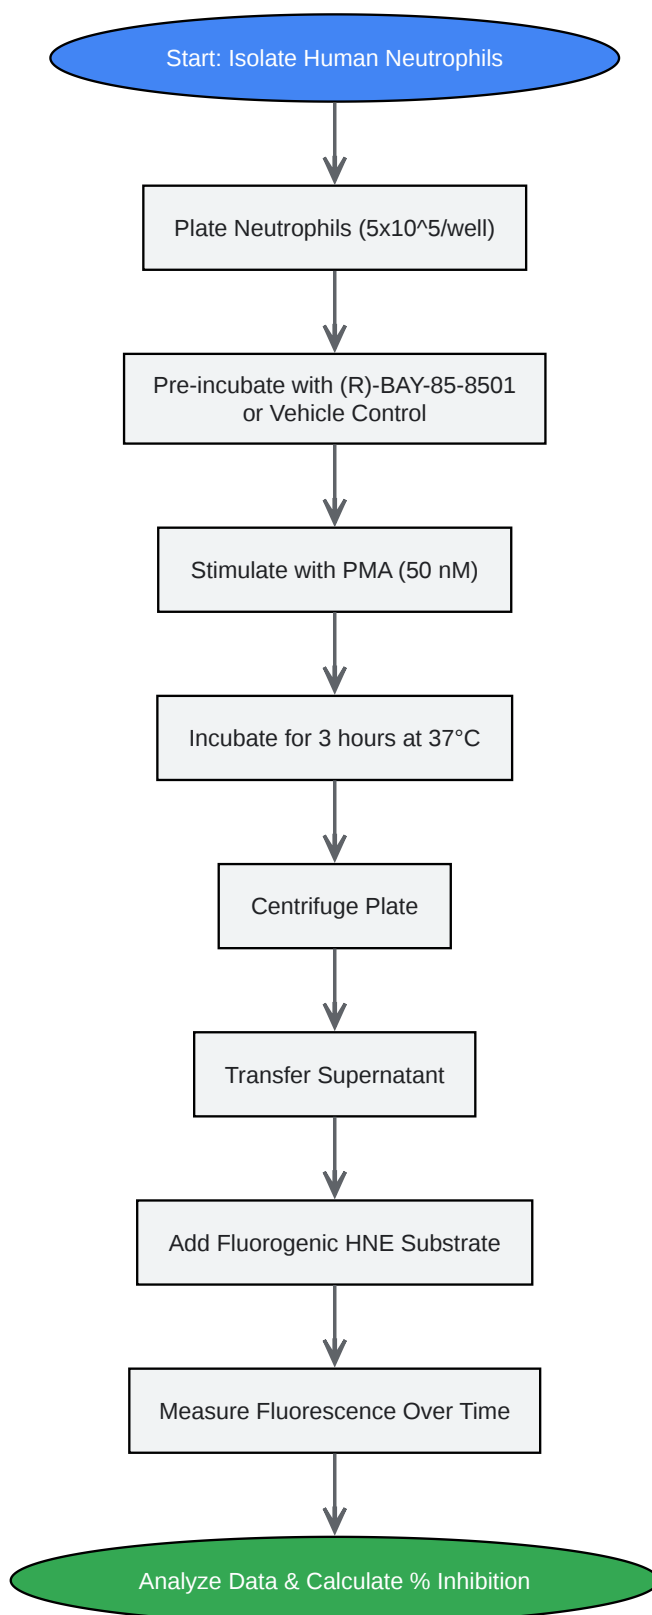 Start: Isolate Human Neutrophils
Plate Neutrophils (5x10^5/well)
Pre-incubate with (R)-BAY-85-8501
or Vehicle Control
Stimulate with PMA (50 nM)
Incubate for 3 hours at 37°C
Centrifuge Plate
Transfer Supernatant
Add Fluorogenic HNE Substrate
Measure Fluorescence Over Time
Analyze Data & Calculate % Inhibition